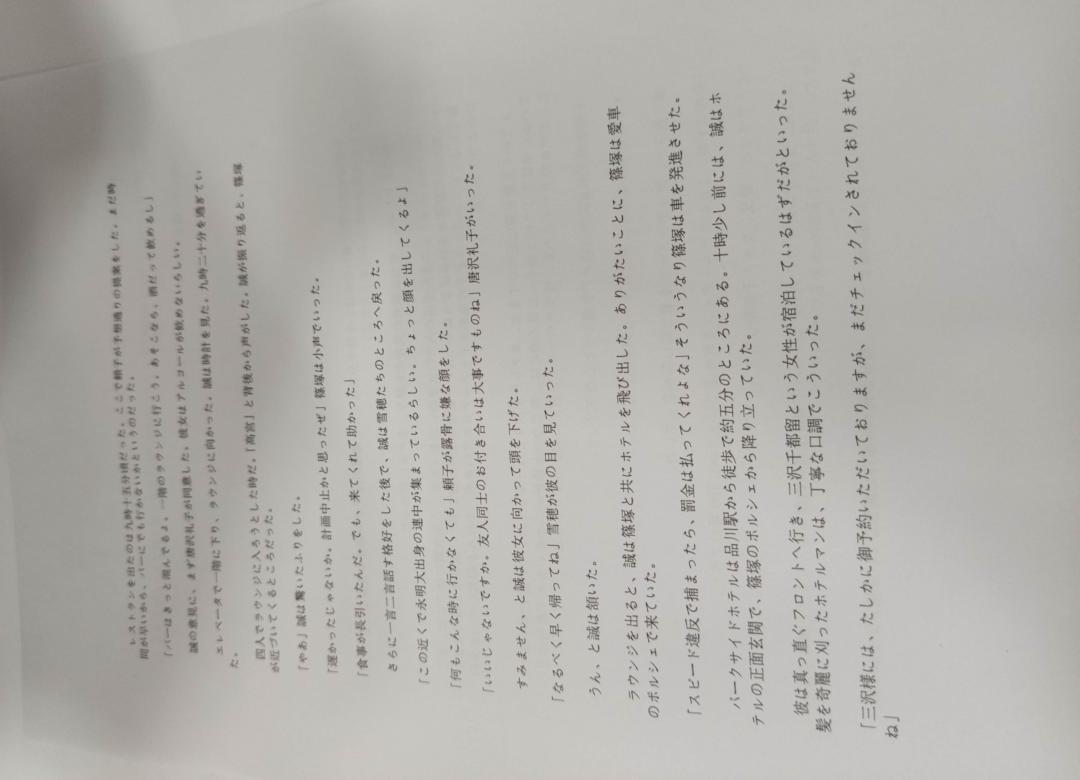 レストランを出たのは九時十五分頃だった。ここで頼子が予想通りの提案をした。まだ時
間が早いから、バーにでも行かないかというのだった。
「バーはきっと混んでるよ。一階のラウンジに行こう。あそこなら、酒だって飲めるし」
誠の意見に、まず唐沢礼子が同意した。彼女はアルコールが飲めないらしい。
エレベータで一階に下り、ラウンジに向かった。誠は時計を見た。九時二十分を過ぎてい
た。
四人でラウンジに入ろうとした時だ。「高宮」と背後から声がした。誠が振り返ると、篠塚
が近づいてくるところだった。
「やあ」誠は驚いたふりをした。
「遅かったじゃないか。計画中止かと思ったぜ」篠塚は小声でいった。
「食事が長引いたんだ。でも、来てくれて助かった」
さらに一言二言話す格好をした後で、誠は雪穂たちのところへ戻った。
「この近くで永明大出身の連中が集まっているらしい。ちょっと顔を出してくるよ」
「何もこんな時に行かなくても」頼子が露骨に嫌な顔をした。
「いいじゃないですか。友人同士のお付き合いは大事ですものね」唐沢礼子がいった。
すみません、と誠は彼女に向かって頭を下げた。
「なるべく早く帰ってね」雪穂が彼の目を見ていった。
うん、と誠は頷いた。
ラウンジを出ると、誠は篠塚と共にホテルを飛び出した。ありがたいことに、篠塚は愛車
のポルシェで来ていた。
「スピード違反で捕まったら、罰金は払ってくれよな」そういうなり篠塚は車を発進させた。
パークサイドホテルは品川駅から徒歩で約五分のところにある。十時少し前には、誠はホ
テルの正面玄関で、篠塚のポルシェから降り立っていた。
彼は真っ直ぐフロントへ行き、三沢千都留という女性が宿泊しているはずだがといった。
髪を奇麗に刈ったホテルマンは、丁寧な口調でこういった。
「三沢様には、たしかに御予約いただいておりますが、まだチェックインされておりません
ね」